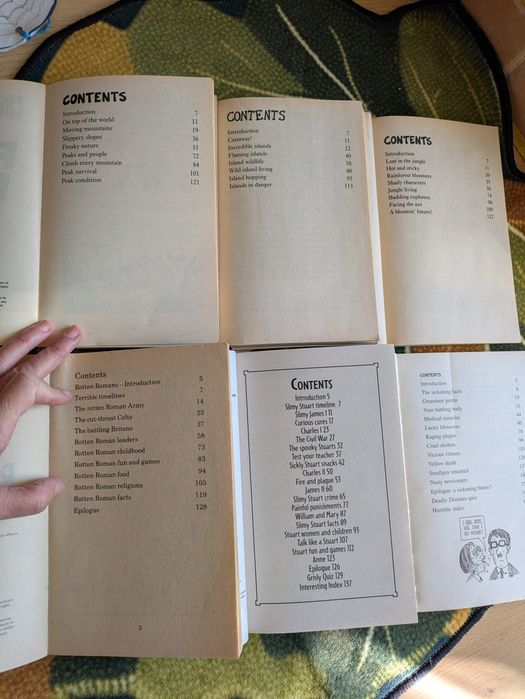 CONTENTS
Introduction 7
On top of the world 11
Moving mountains 19
Slippery slopes 36
Freaky nature 51
Peaks and people 72
Climb every mountain 84
Peak survival 101
Peak condition 121
CONTENTS
Introduction 7
Castaway! 11
Incredible islands 22
Flaming islands 40
Island wildlife 58
Wild island living 80
Island hopping 95
Islands in danger 115
CONTENTS
Introduction 7
Lost in the jungle 11
Hot and sticky 20
Rainforest bloomers 31
Shady characters
Jungle living
Budding explorers
Facing the axe
A bloomin' future! 122
Contents
Rotten Romans – Introduction 5
Terrible timelines 7
The rotten Roman Army 14
The cut-throat Celts 23
The battling Britons 37
Rotten Roman leaders 58
Rotten Roman childhood 73
Rotten Roman fun and games 83
Rotten Roman food 94
Rotten Roman religions 103
Rotten Roman facts 119
Epilogue 128
3
CONTENTS
Introduction 5
Slimy Stuart timeline 7
Slimy James I 11
Curious cures 17
Charles I 23
The Civil War 27
The spooky Stuarts 32
Test your teacher 37
Sickly Stuart snacks 42
Charles II 50
Fire and plague 53
James II 60
Slimy Stuart crime 65
Painful punishments 77
William and Mary 87
Slimy Stuart facts 89
Stuart women and children 93
Talk like a Stuart 107
Stuart fun and games 112
Anne 123
Epilogue 126
Grisly Quiz 129
Interesting Index 137
CONTENTS
Introduction
The sickening facts
Gruesome germs
Your battling body
Medical miracles
Lucky lifesavers
Raging plague
Cruel cholera
Vicious viruses
Yellow death
Smallpox smashed
Nasty newcomers
Epilogue: a sickening future?
Deadly Diseases quiz
Horrible index